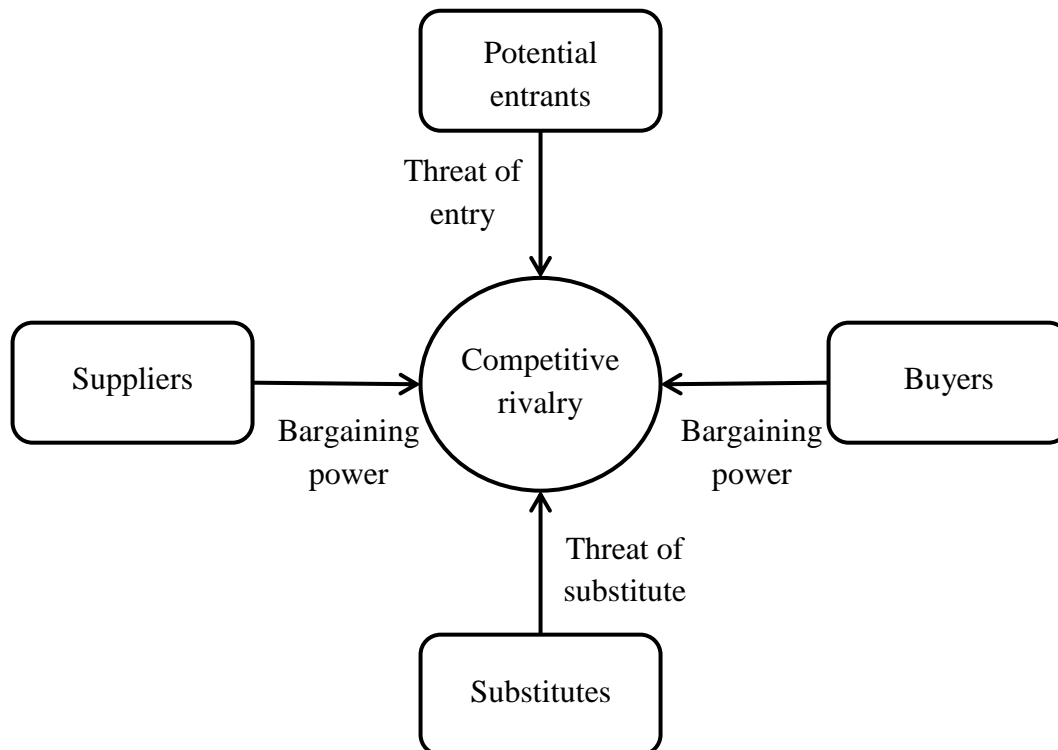 Potential
entrants
Threat of
entry
Suppliers
Competitive
rivalry
Buyers
Bargaining
power
Bargaining
power
Threat of
substitute
Substitutes